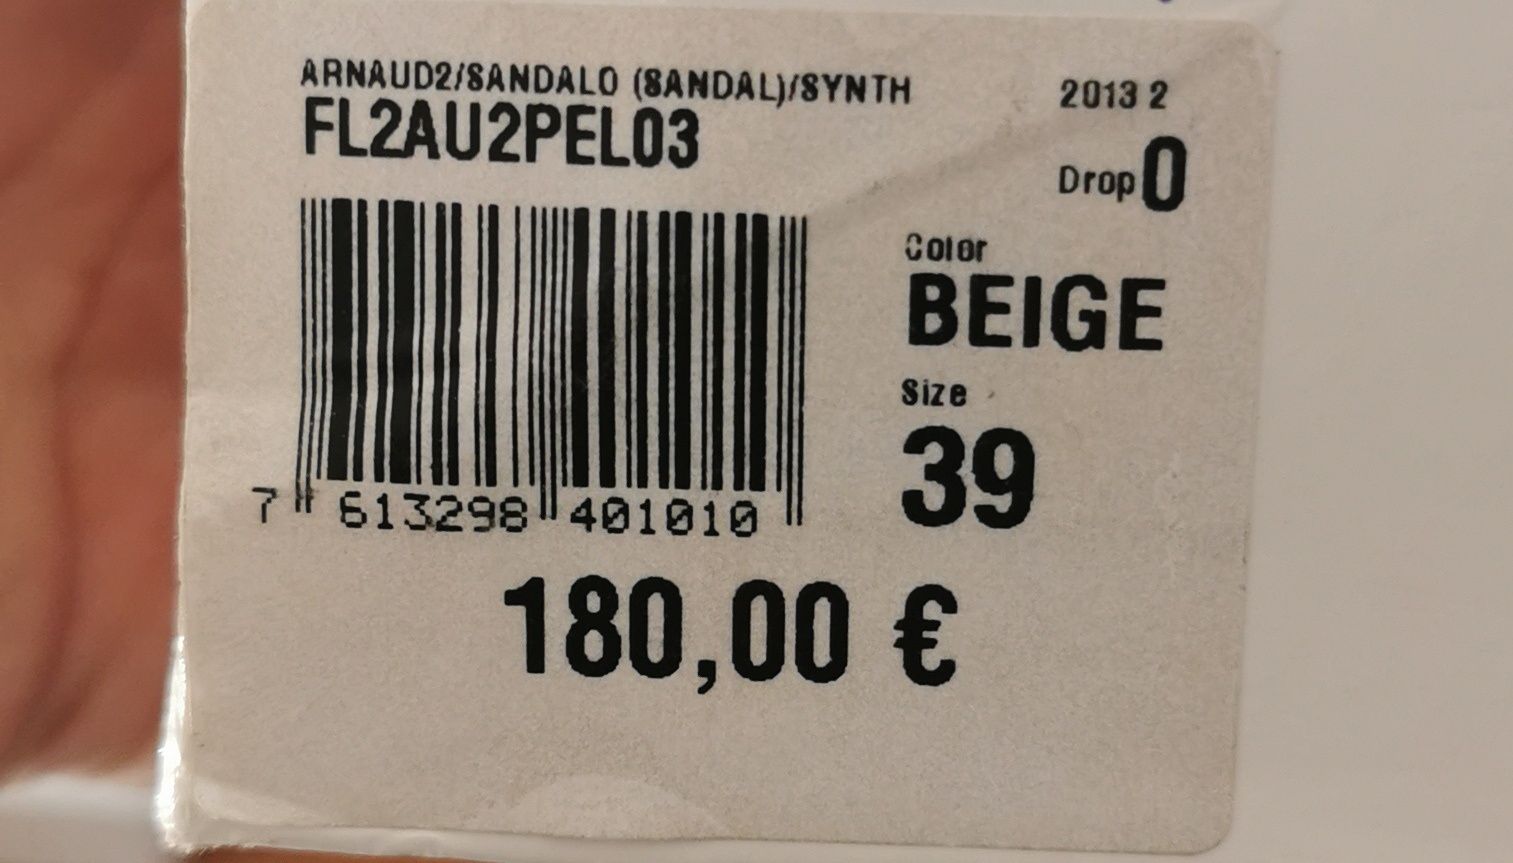 ARNAUD2/SANDALO (SANDAL)/SYNTH
FL2AU2PEL03
2013 2
Drop 0
Color
BEIGE
Size
39
7 613298 401010
180,00 €